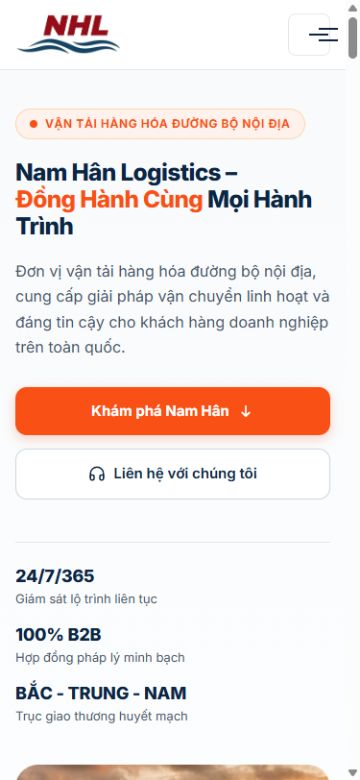 NHL
VẬN TẢI HÀNG HÓA ĐƯỜNG BỘ NỘI ĐỊA
Nam Hân Logistics –
Đồng Hành Cùng Mọi Hành
Trình
Đơn vị vận tải hàng hóa đường bộ nội địa,
cung cấp giải pháp vận chuyển linh hoạt và
đáng tin cậy cho khách hàng doanh nghiệp
trên toàn quốc.
Khám phá Nam Hân ↓
Liên hệ với chúng tôi
24/7/365
Giám sát lộ trình liên tục
100% B2B
Hợp đồng pháp lý minh bạch
BẮC - TRUNG - NAM
Trục giao thương huyết mạch